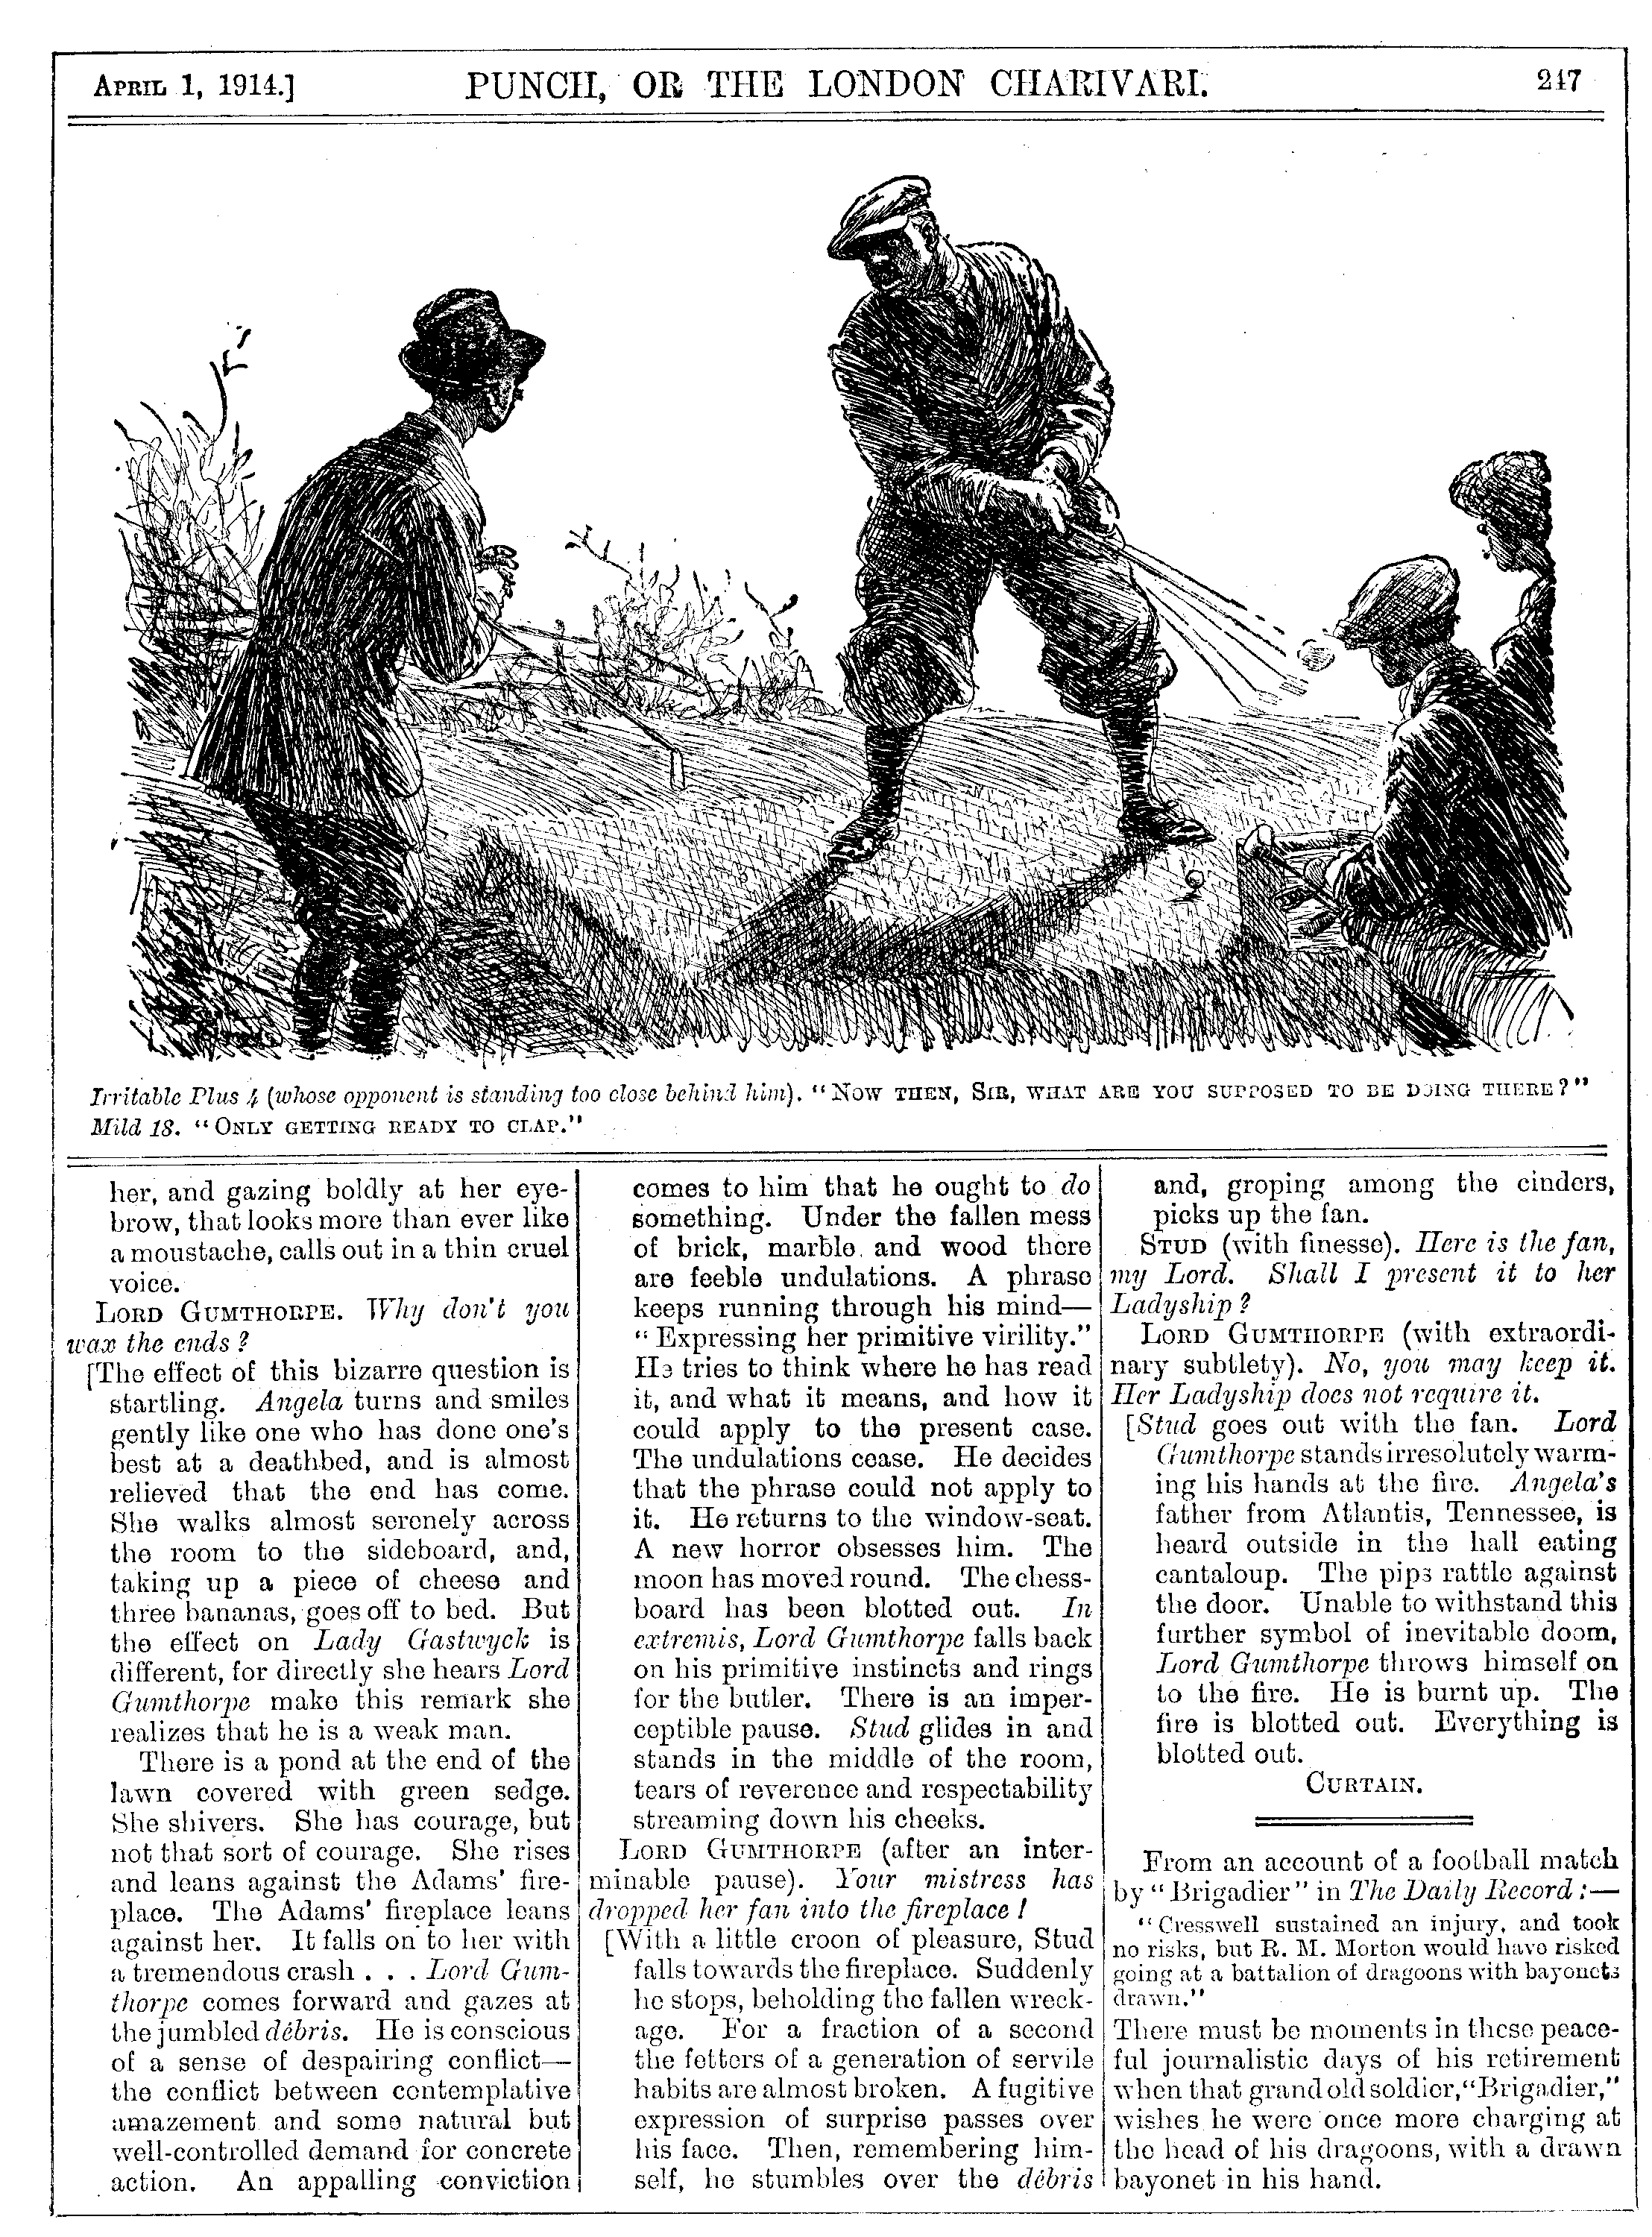 APRIL 1, 1914.] PUNCH, OR THE LONDON CHARIVARI. 247
Irritable Plus 4 (whose opponent is standing too close behind him). "NOW THEN, SIR, WHAT ARE YOU SUPPOSED TO BE DOING THERE?"
Mild 18. "ONLY GETTING READY TO CLAP."
her, and gazing boldly at her eye-
brow, that looks more than ever like
a moustache, calls out in a thin cruel
voice.
LORD GUMTHORPE. Why don't you
wax the ends?
[The effect of this bizarre question is
startling. Angela turns and smiles
gently like one who has done one's
best at a deathbed, and is almost
relieved that the end has come.
She walks almost serenely across
the room to the sideboard, and,
taking up a piece of cheese and
three bananas, goes off to bed. But
the effect on Lady Gastwyck is
different, for directly she hears Lord
Gumthorpe make this remark she
realizes that he is a weak man.
There is a pond at the end of the
lawn covered with green sedge.
She shivers. She has courage, but
not that sort of courage. She rises
and leans against the Adams' fire-
place. The Adams' fireplace leans
against her. It falls on to her with
a tremendous crash . . . Lord Gum-
thorpe comes forward and gazes at
the jumbled débris. He is conscious
of a sense of despairing conflict—
the conflict between contemplative
amazement and some natural but
well-controlled demand for concrete
action. An appalling conviction
comes to him that he ought to do
something. Under the fallen mess
of brick, marble and wood there
are feeble undulations. A phrase
keeps running through his mind—
"Expressing her primitive virility."
He tries to think where he has read
it, and what it means, and how it
could apply to the present case.
The undulations cease. He decides
that the phrase could not apply to
it. He returns to the window-seat.
A new horror obsesses him. The
moon has moved round. The chess-
board has been blotted out. In
extremis, Lord Gumthorpe falls back
on his primitive instincts and rings
for the butler. There is an imper-
ceptible pause. Stud glides in and
stands in the middle of the room,
tears of reverence and respectability
streaming down his cheeks.
LORD GUMTHORPE (after an inter-
minable pause). Your mistress has
dropped her fan into the fireplace!
[With a little croon of pleasure, Stud
falls towards the fireplace. Suddenly
he stops, beholding the fallen wreck-
age. For a fraction of a second
the fetters of a generation of servile
habits are almost broken. A fugitive
expression of surprise passes over
his face. Then, remembering him-
self, he stumbles over the débris
and, groping among the cinders,
picks up the fan.
STUD (with finesse). Here is the fan,
my Lord. Shall I present it to her
Ladyship?
LORD GUMTHORPE (with extraordi-
nary subtlety). No, you may keep it.
Her Ladyship does not require it.
[Stud goes out with the fan. Lord
Gumthorpe stands irresolutely warm-
ing his hands at the fire. Angela's
father from Atlantis, Tennessee, is
heard outside in the hall eating
cantaloup. The pips rattle against
the door. Unable to withstand this
further symbol of inevitable doom,
Lord Gumthorpe throws himself on
to the fire. He is burnt up. The
fire is blotted out. Everything is
blotted out.
CURTAIN.
From an account of a football match
by "Brigadier" in The Daily Record:—
"Cresswell sustained an injury, and took
no risks, but R. M. Morton would have risked
going at a battalion of dragoons with bayonets
drawn."
There must be moments in these peace-
ful journalistic days of his retirement
when that grand old soldier, "Brigadier,"
wishes he were once more charging at
the head of his dragoons, with a drawn
bayonet in his hand.